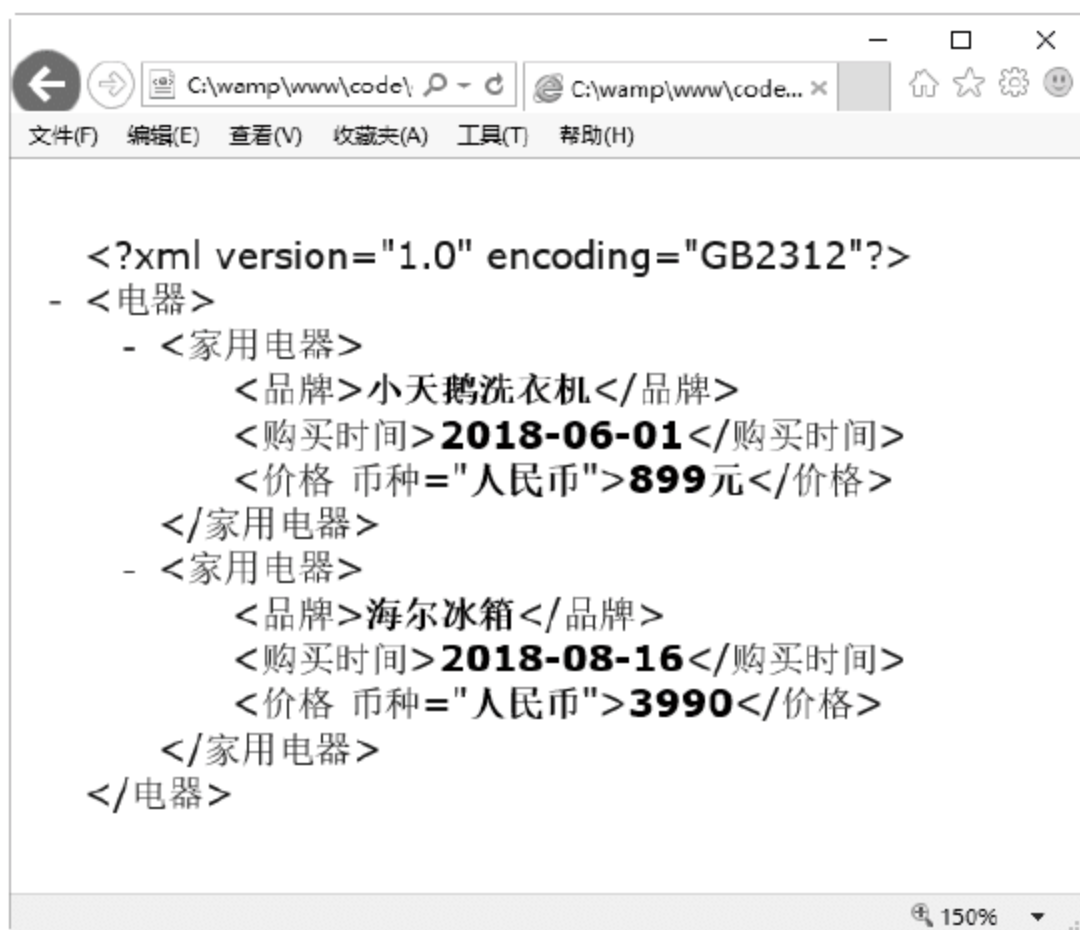 C:\wamp\www\code\
C:\wamp\www\code...
文件(F) 编辑(E) 查看(V) 收藏夹(A) 工具(T) 帮助(H)
<?xml version="1.0" encoding="GB2312"?>
- <电器>
- <家用电器>
<品牌>小天鹅洗衣机</品牌>
<购买时间>2018-06-01</购买时间>
<价格 币种="人民币">899元</价格>
</家用电器>
- <家用电器>
<品牌>海尔冰箱</品牌>
<购买时间>2018-08-16</购买时间>
<价格 币种="人民币">3990</价格>
</家用电器>
</电器>
150%